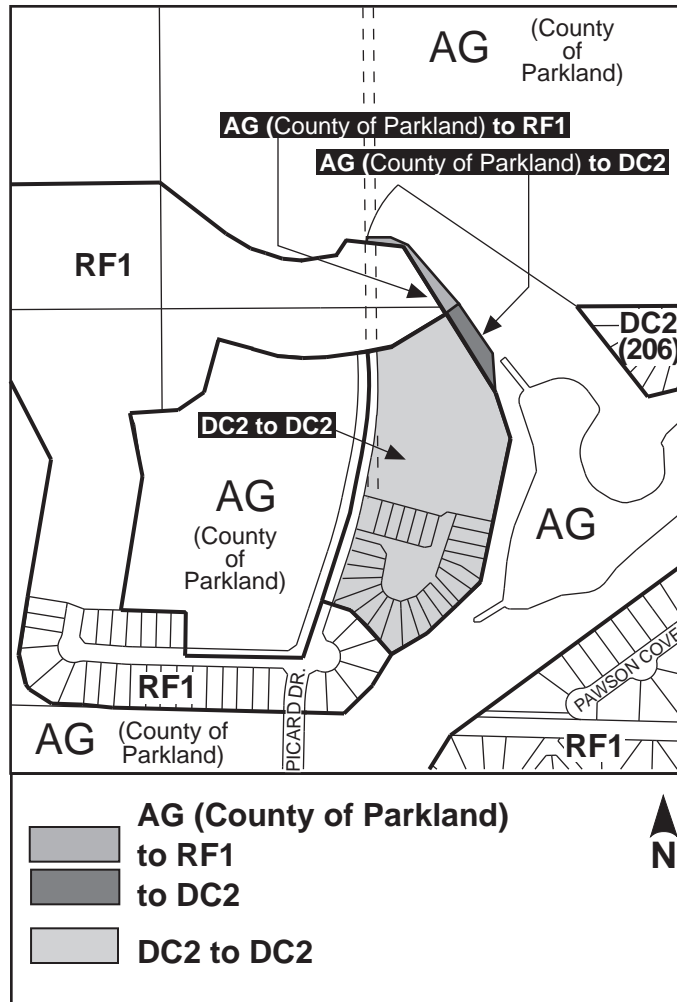 AG
(County
of
Parkland)
AG (County of Parkland) to RF1
AG (County of Parkland) to DC2
RF1
DC2
(206)
DC2 to DC2
AG
(County
of
Parkland)
AG
RF1
PICARD DR.
PAWSON COVE
RF1
AG
(County of
Parkland)
AG (County of Parkland)
to RF1
to DC2
DC2 to DC2
N